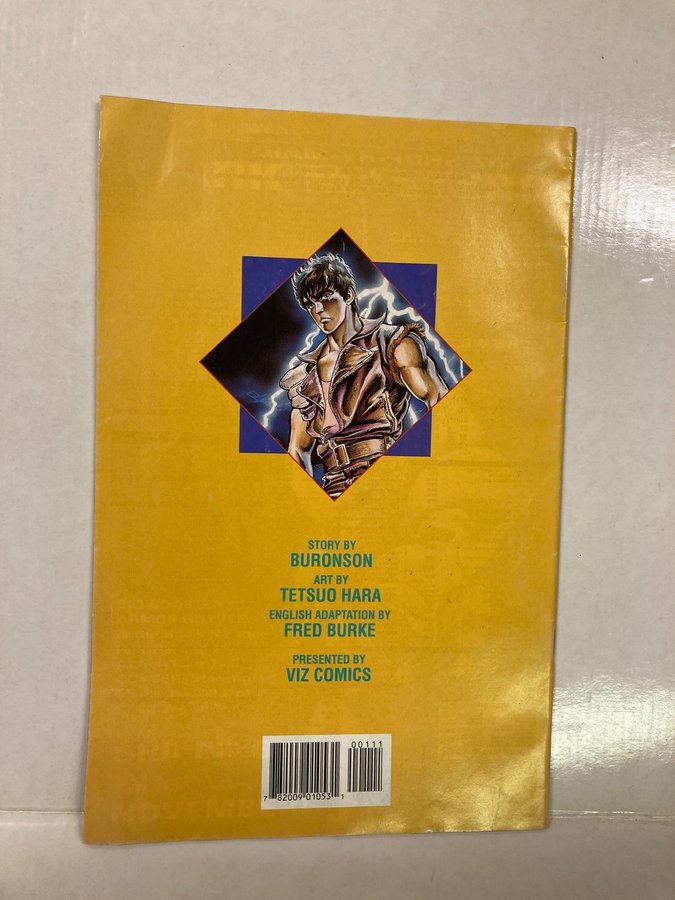 STORY BY
BURONSON
ART BY
TETSUO HARA
ENGLISH ADAPTATION BY
FRED BURKE
PRESENTED BY
VIZ COMICS
00111
7 82009 01053 1